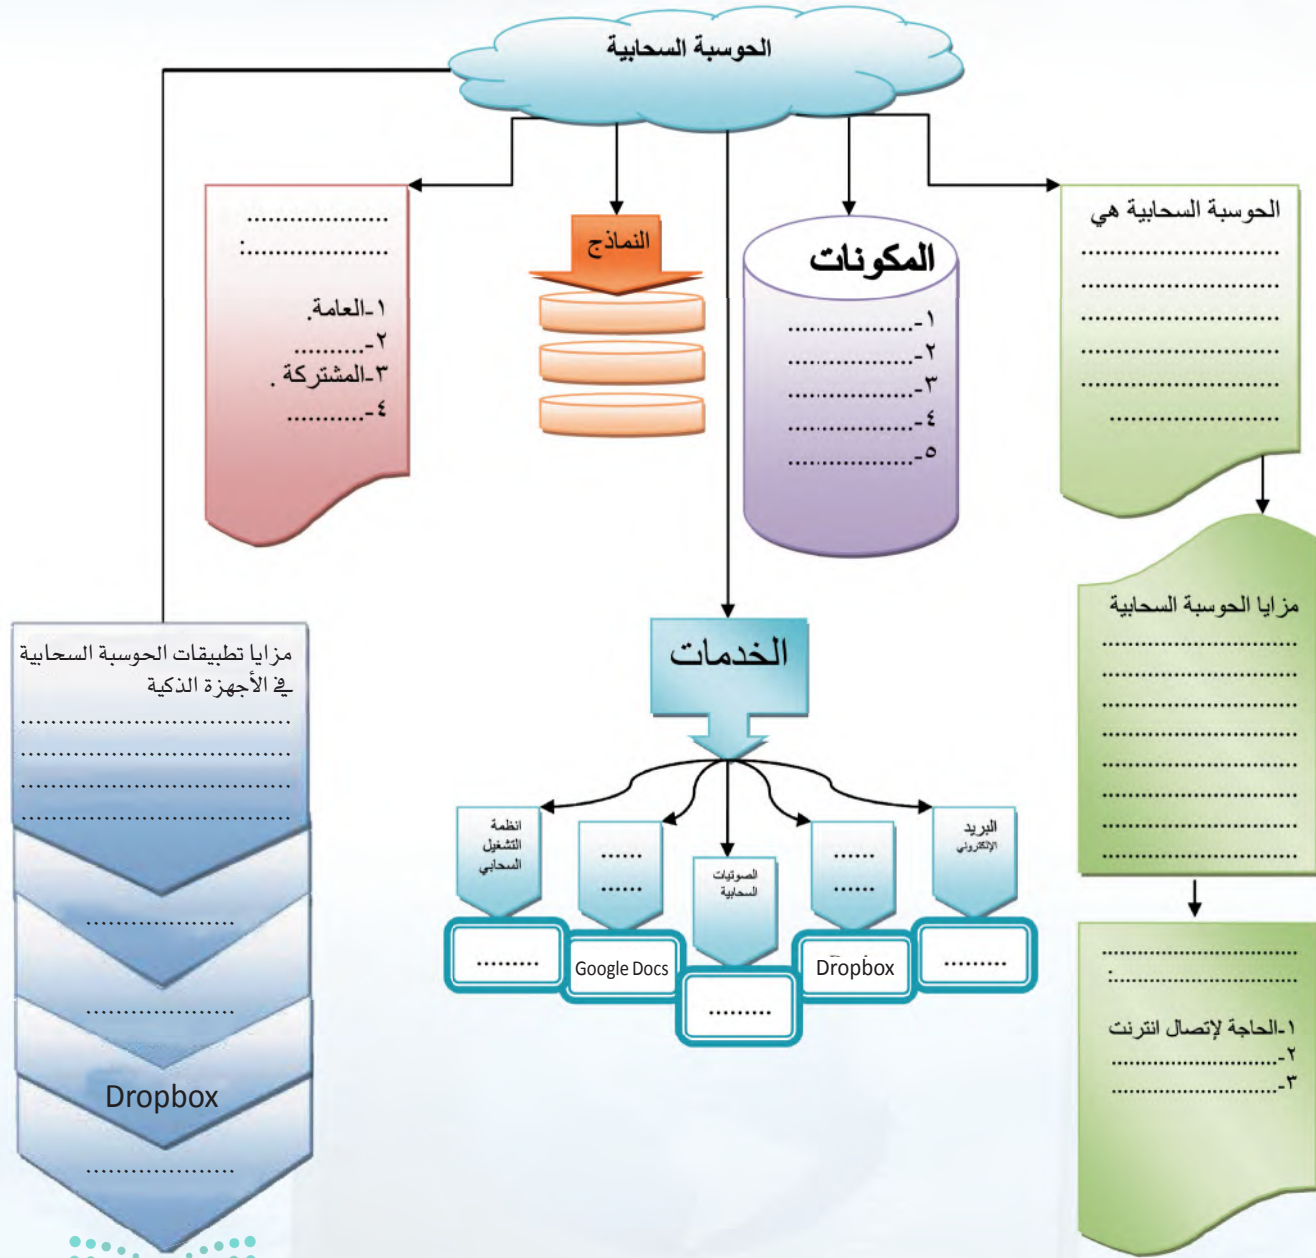 الحوسبة السحابية
الحوسبة السحابية هي
..........................
..........................
..........................
..........................
..........................
......................
المكونات
١-.................
٢-.................
٣-.................
٤-.................
٥-.................
النماذج
....................
....................:
١-العامة.
٢-..........
٣-المشتركة .
٤-...........
مزايا الحوسبة السحابية
............................
............................
............................
............................
............................
............................
............................
............................
............................
............................:
١-الحاجة لإتصال انترنت
٢-........................
٣-........................
الخدمات
البريد
الإلكتروني
.........
......
......
Dropbox
الصوتيات
السحابية
.........
......
......
Google Docs
انظمة
التشغيل
السحابي
.........
مزايا تطبيقات الحوسبة السحابية
في الأجهزة الذكية
....................................
....................................
....................................
....................................
....................
....................
Dropbox
....................